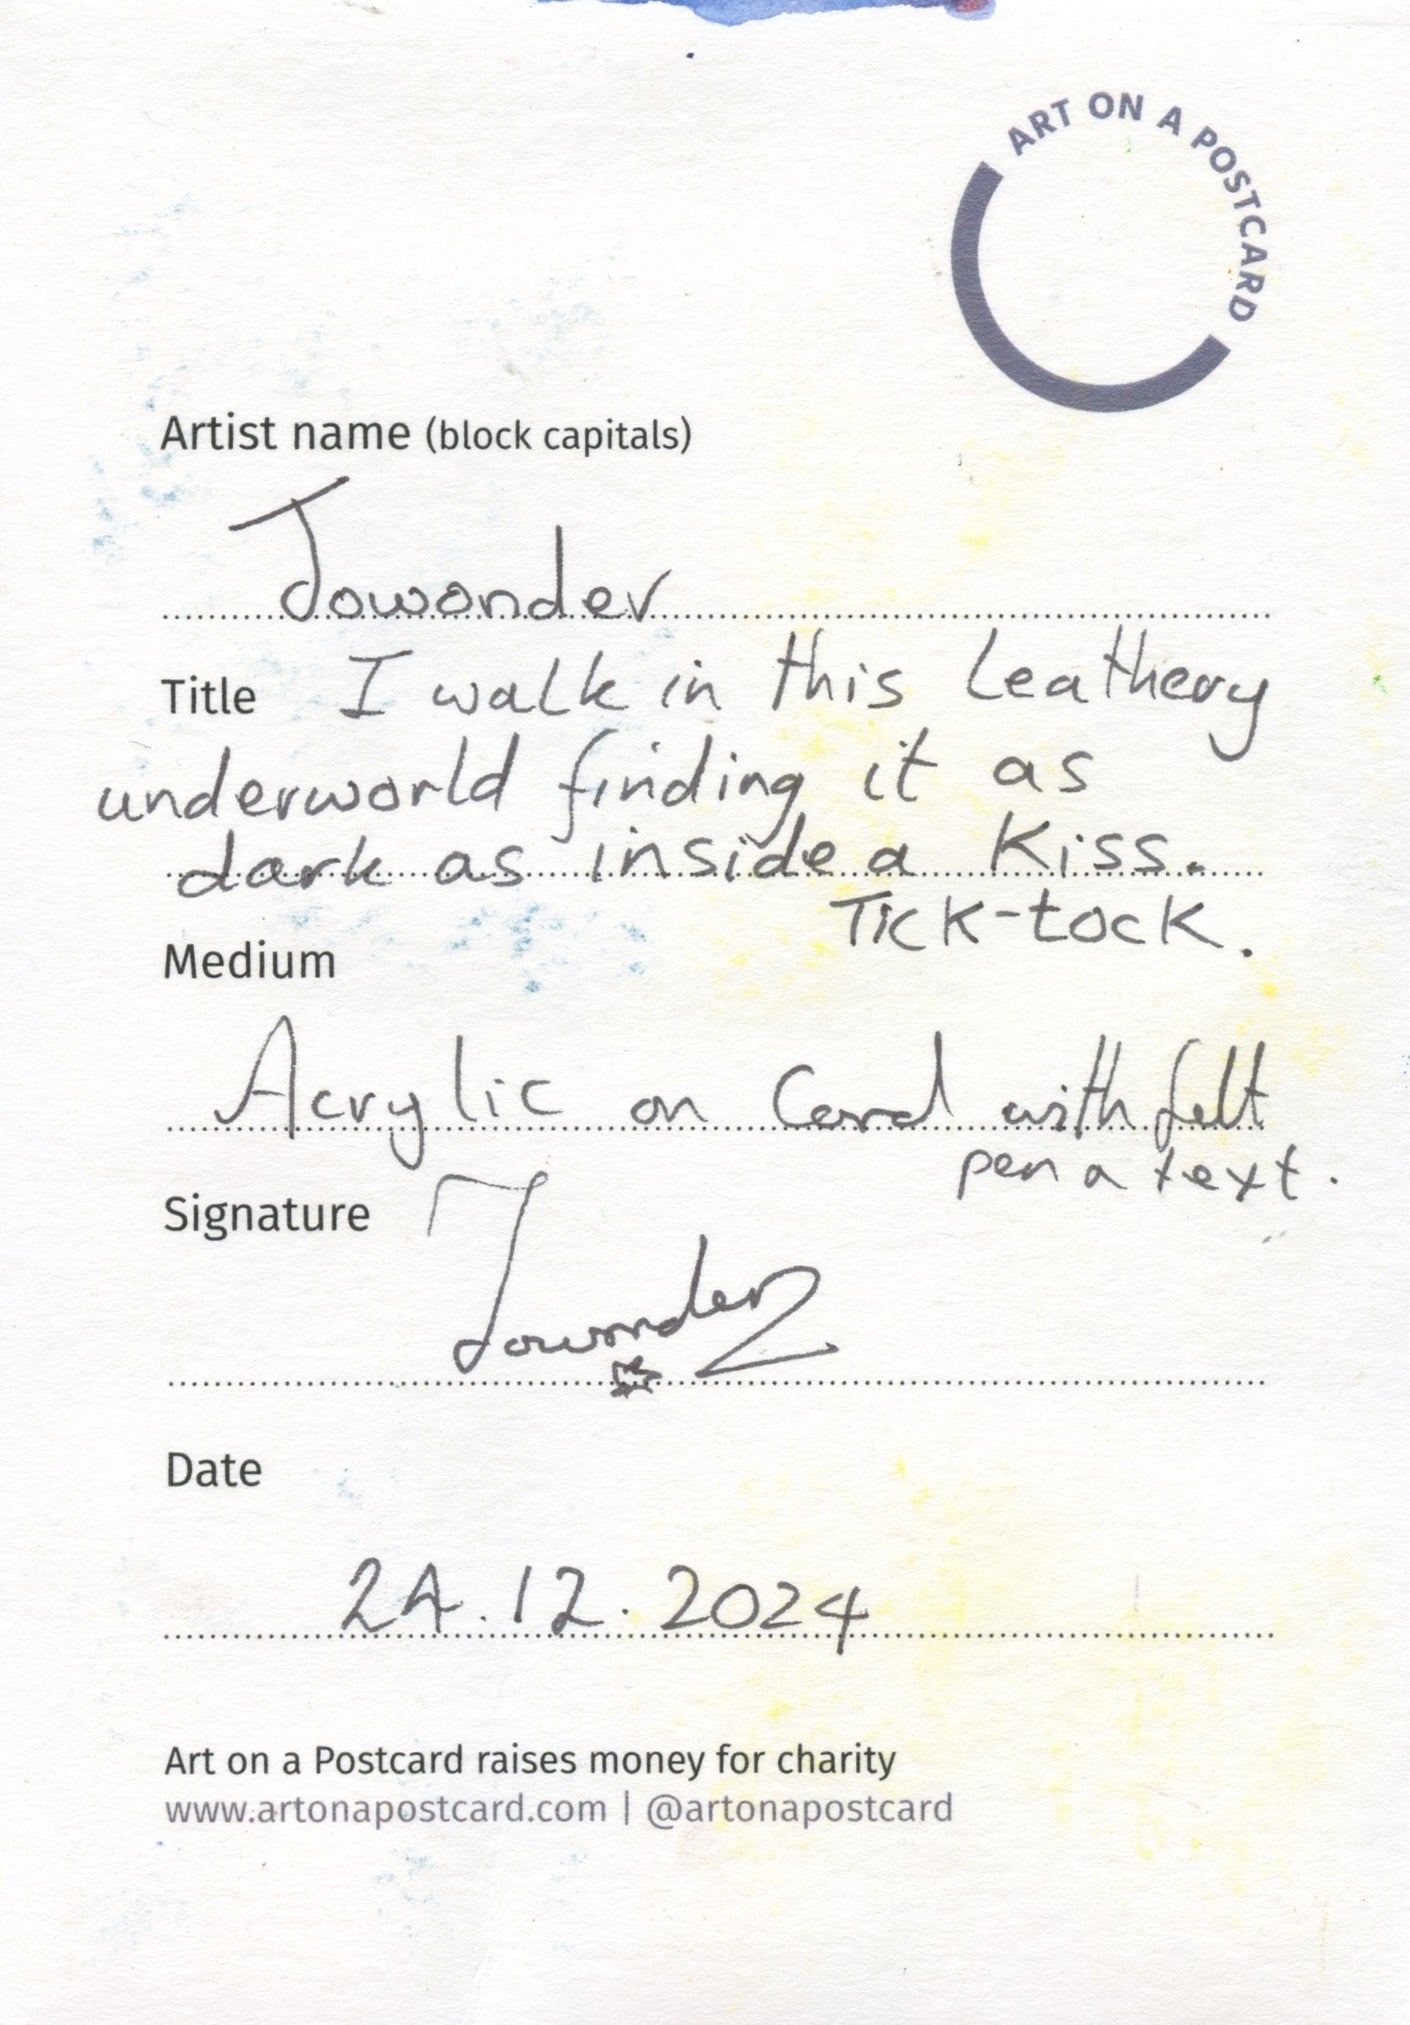 ART ON A POSTCARD
Artist name (block capitals)
Jowonder
Title I walk in this Leathery
underworld finding it as
dark as inside a Kiss.
Tick-tock.
Medium
Acrylic on Card with felt
pen a text.
Signature
Jowonder
Date
24.12.2024
Art on a Postcard raises money for charity
www.artonapostcard.com | @artonapostcard